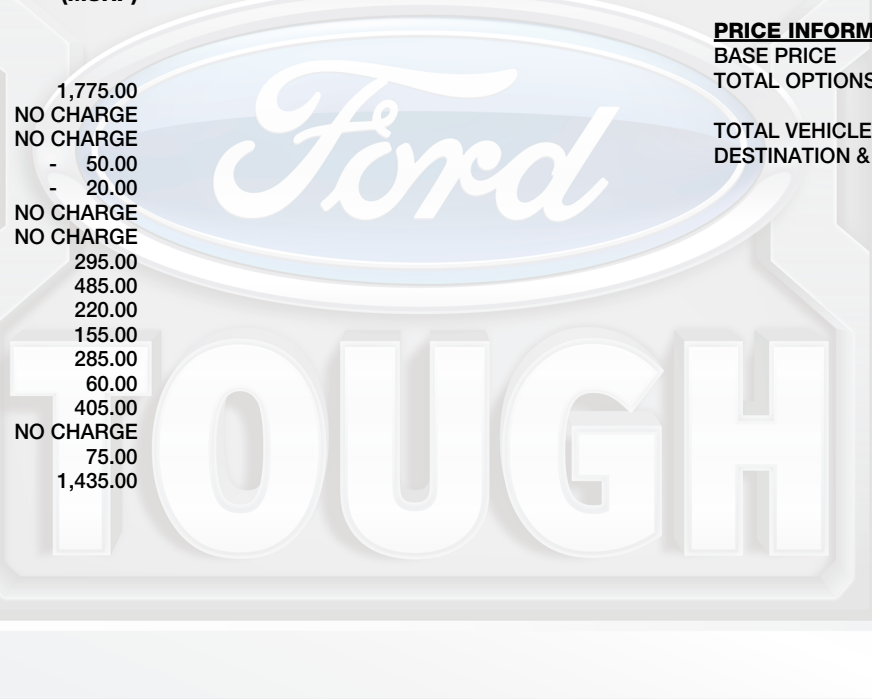 1,775.00
NO CHARGE
NO CHARGE
- 50.00
- 20.00
NO CHARGE
NO CHARGE
295.00
485.00
220.00
155.00
285.00
60.00
405.00
NO CHARGE
75.00
1,435.00
PRICE INFORM
BASE PRICE
TOTAL OPTIONS
TOTAL VEHICLE
DESTINATION &
Ford
TOUGH